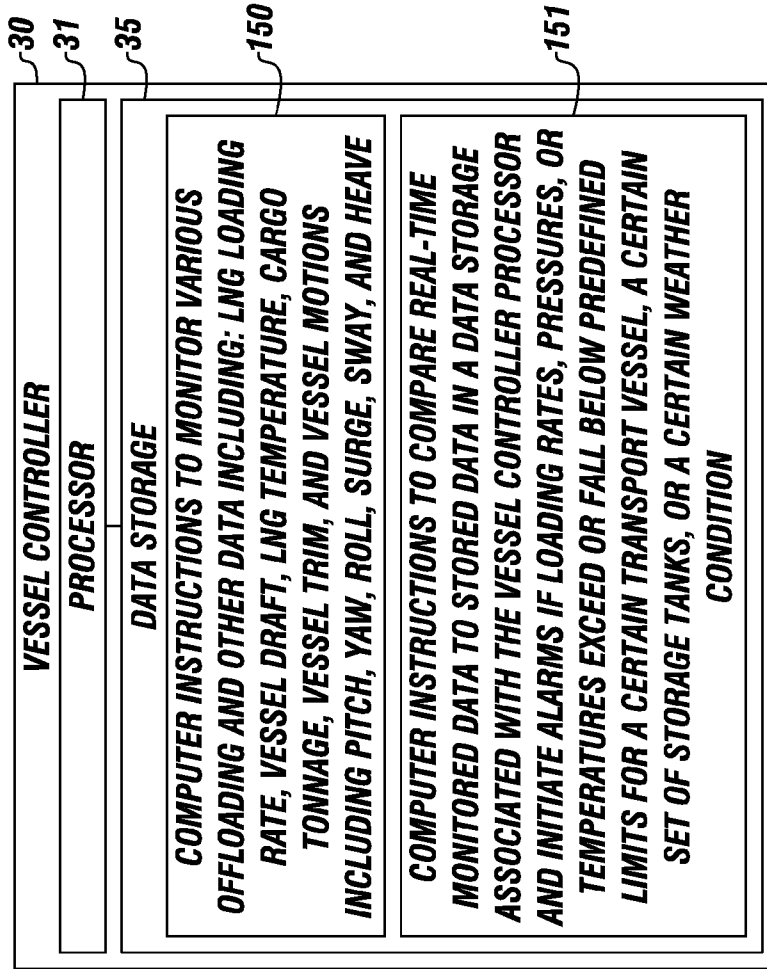 VESSEL CONTROLLER
30
PROCESSOR
31
DATA STORAGE
35
COMPUTER INSTRUCTIONS TO MONITOR VARIOUS
OFFLOADING AND OTHER DATA INCLUDING: LNG LOADING
RATE, VESSEL DRAFT, LNG TEMPERATURE, CARGO
TONNAGE, VESSEL TRIM, AND VESSEL MOTIONS
INCLUDING PITCH, YAW, ROLL, SURGE, SWAY, AND HEAVE
150
COMPUTER INSTRUCTIONS TO COMPARE REAL-TIME
MONITORED DATA TO STORED DATA IN A DATA STORAGE
ASSOCIATED WITH THE VESSEL CONTROLLER PROCESSOR
AND INITIATE ALARMS IF LOADING RATES, PRESSURES, OR
TEMPERATURES EXCEED OR FALL BELOW PREDEFINED
LIMITS FOR A CERTAIN TRANSPORT VESSEL, A CERTAIN
SET OF STORAGE TANKS, OR A CERTAIN WEATHER
CONDITION
151